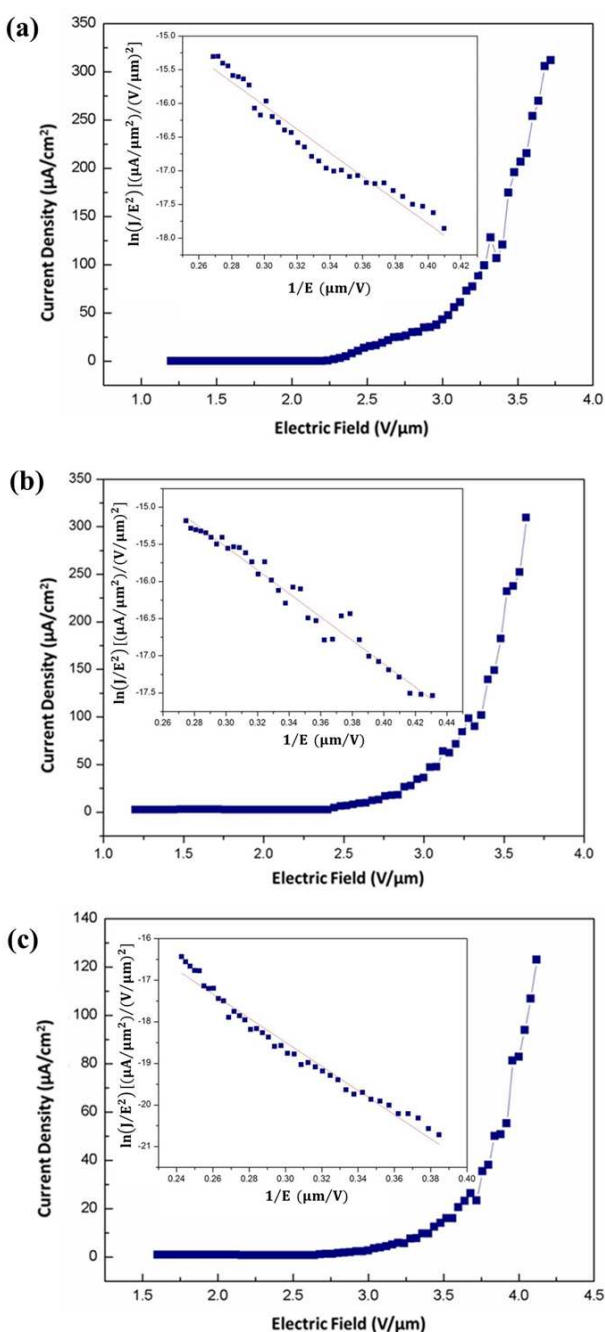 (a)
350
300
250
200
150
100
50
0
Current Density (µA/cm²)
1.0 1.5 2.0 2.5 3.0 3.5 4.0
Electric Field (V/µm)
-15.0
-15.5
-16.0
-16.5
-17.0
-17.5
-18.0
ln(J/E²) [(µA/µm²)/(V/µm)²]
0.26 0.28 0.30 0.32 0.34 0.36 0.38 0.40 0.42
1/E (µm/V)
(b)
350
300
250
200
150
100
50
0
Current Density (µA/cm²)
1.0 1.5 2.0 2.5 3.0 3.5 4.0
Electric Field (V/µm)
-15.0
-15.5
-16.0
-16.5
-17.0
-17.5
ln(J/E²) [(µA/µm²)/(V/µm)²]
0.26 0.28 0.30 0.32 0.34 0.36 0.38 0.40 0.42 0.44
1/E (µm/V)
(c)
140
120
100
80
60
40
20
0
Current Density (µA/cm²)
1.5 2.0 2.5 3.0 3.5 4.0 4.5
Electric Field (V/µm)
-16
-17
-18
-19
-20
-21
ln(J/E²) [(µA/µm²)/(V/µm)²]
0.24 0.26 0.28 0.30 0.32 0.34 0.36 0.38 0.40
1/E (µm/V)